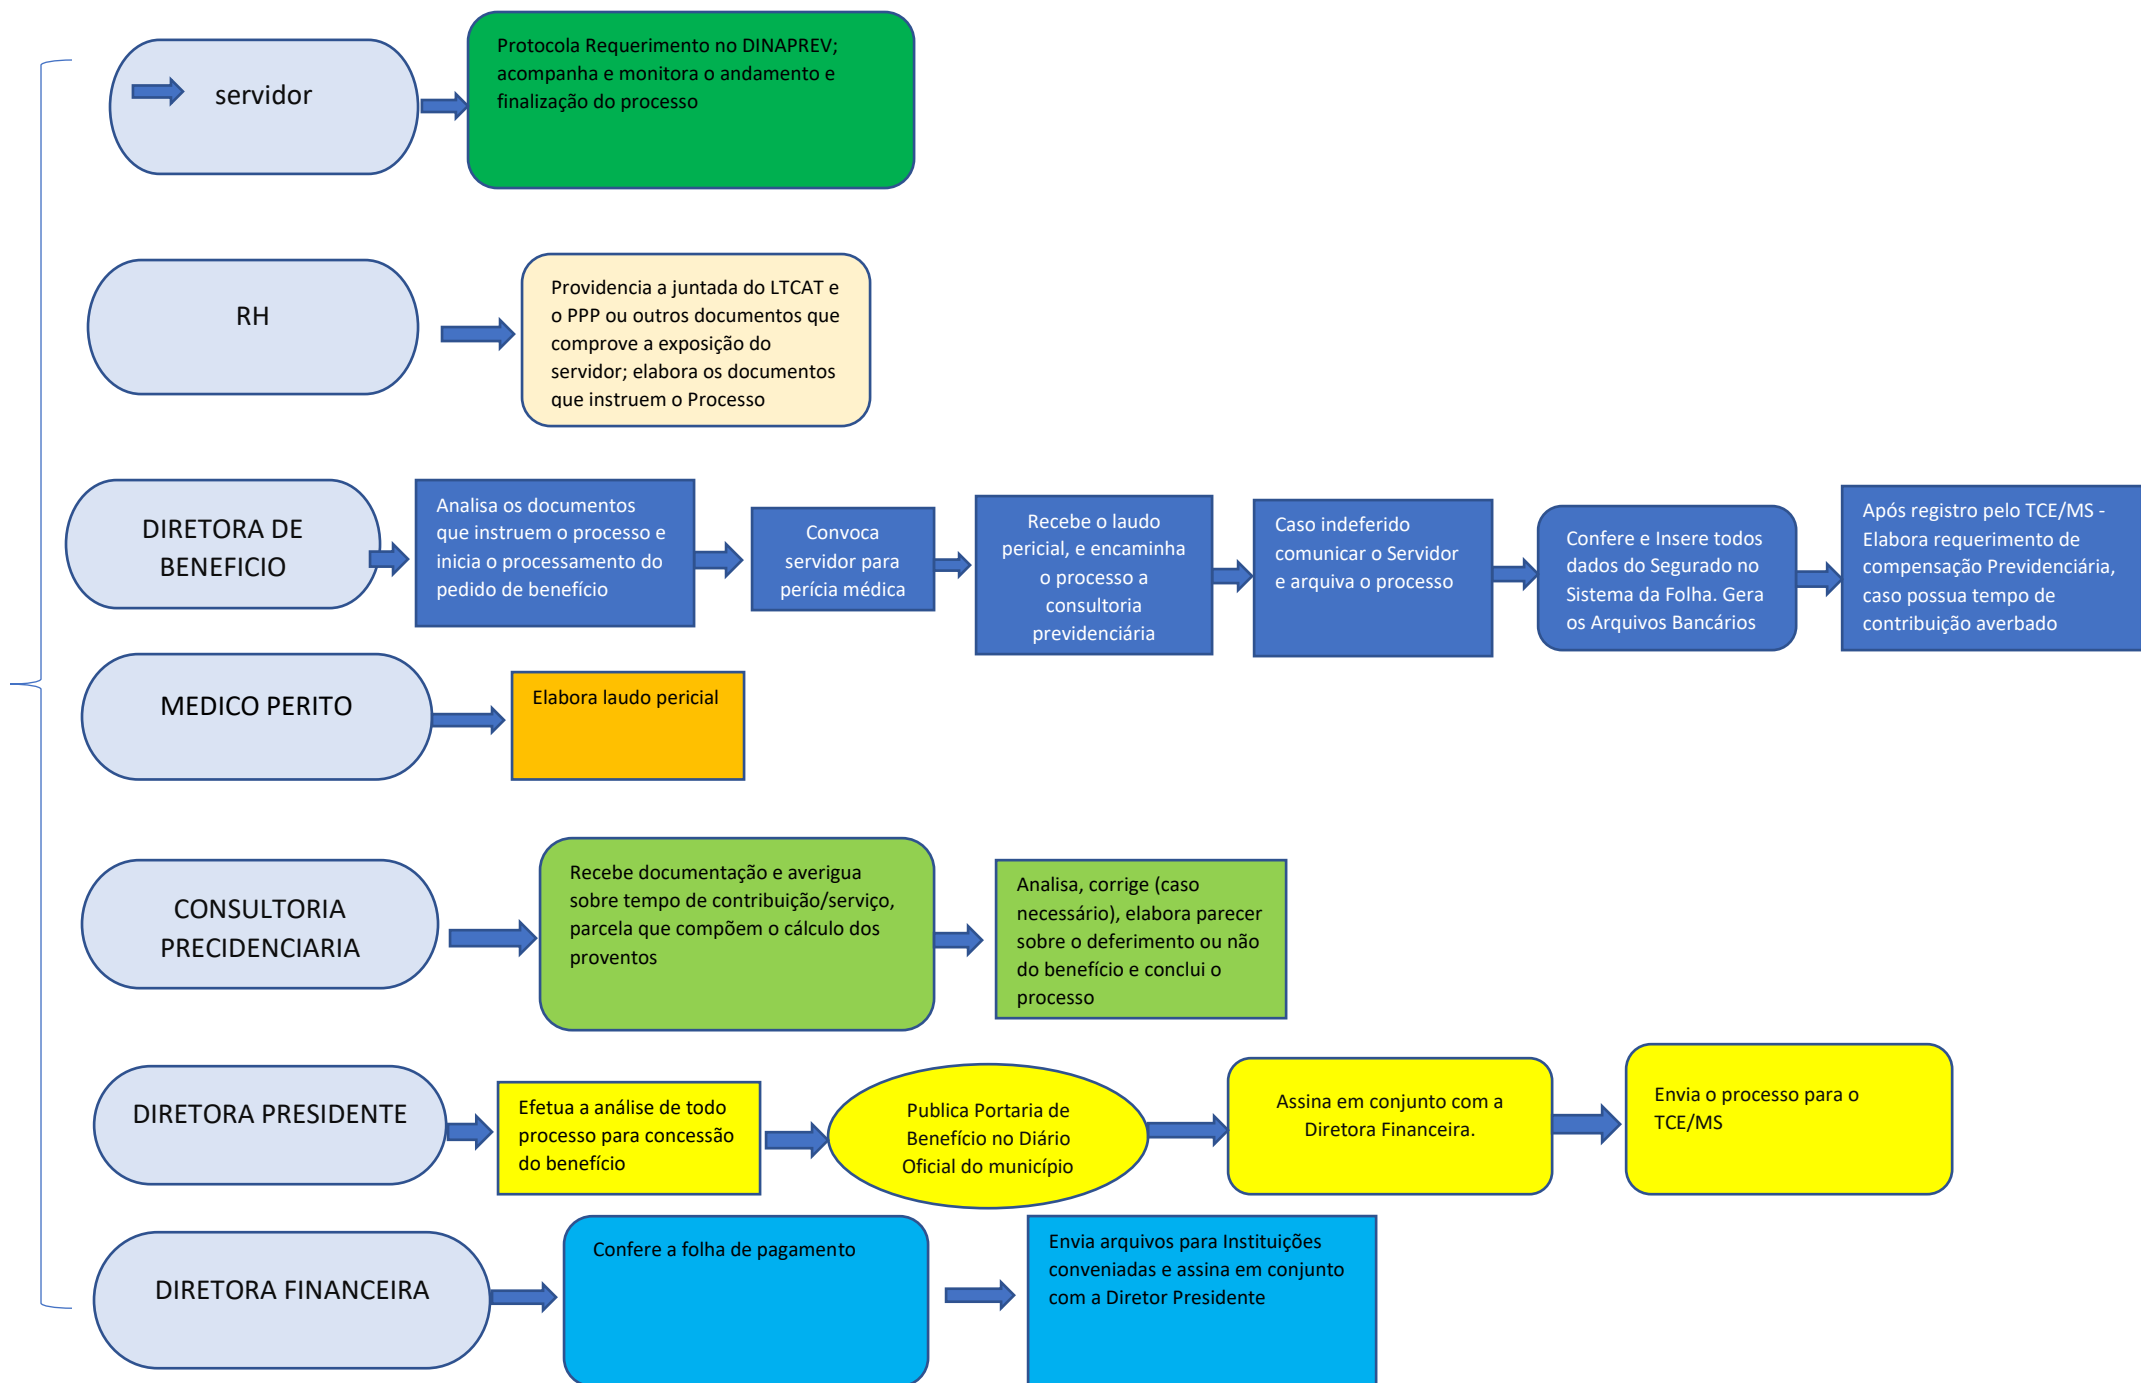 servidor
Protocola Requerimento no DINAPREV;
acompanha e monitora o andamento e
finalização do processo
RH
Providencia a juntada do LTCAT e
o PPP ou outros documentos que
comprove a exposição do
servidor; elabora os documentos
que instruem o Processo
DIRETORA DE
BENEFICIO
Analisa os documentos
que instruem o processo e
inicia o processamento do
pedido de benefício
Convoca
servidor para
perícia médica
Recebe o laudo
pericial, e encaminha
o processo a
consultoria
previdenciária
Caso indeferido
comunicar o Servidor
e arquiva o processo
Confere e Insere todos
dados do Segurado no
Sistema da Folha. Gera
os Arquivos Bancários
Após registro pelo TCE/MS -
Elabora requerimento de
compensação Previdenciária,
caso possua tempo de
contribuição averbado
MEDICO PERITO
Elabora laudo pericial
CONSULTORIA
PRECIDENCIARIA
Recebe documentação e averigua
sobre tempo de contribuição/serviço,
parcela que compõem o cálculo dos
proventos
Analisa, corrige (caso
necessário), elabora parecer
sobre o deferimento ou não
do benefício e conclui o
processo
DIRETORA PRESIDENTE
Efetua a análise de todo
processo para concessão
do benefício
Publica Portaria de
Benefício no Diário
Oficial do município
Assina em conjunto com a
Diretora Financeira.
Envia o processo para o
TCE/MS
DIRETORA FINANCEIRA
Confere a folha de pagamento
Envia arquivos para Instituições
conveniadas e assina em conjunto
com a Diretor Presidente